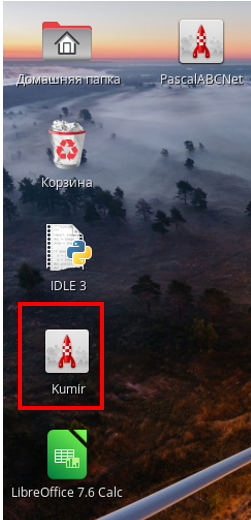 Домашняя папка
PascalABCNet
Корзина
IDLE 3
Kumir
LibreOffice 7.6 Calc